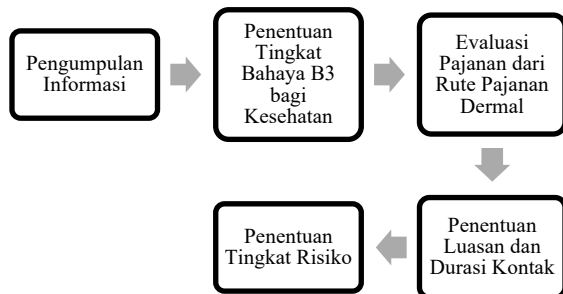 Pengumpulan
Informasi
Penentuan
Tingkat
Bahaya B3
bagi
Kesehatan
Evaluasi
Pajanan dari
Rute Pajanan
Dermal
Penentuan
Luasan dan
Durasi Kontak
Penentuan
Tingkat Risiko